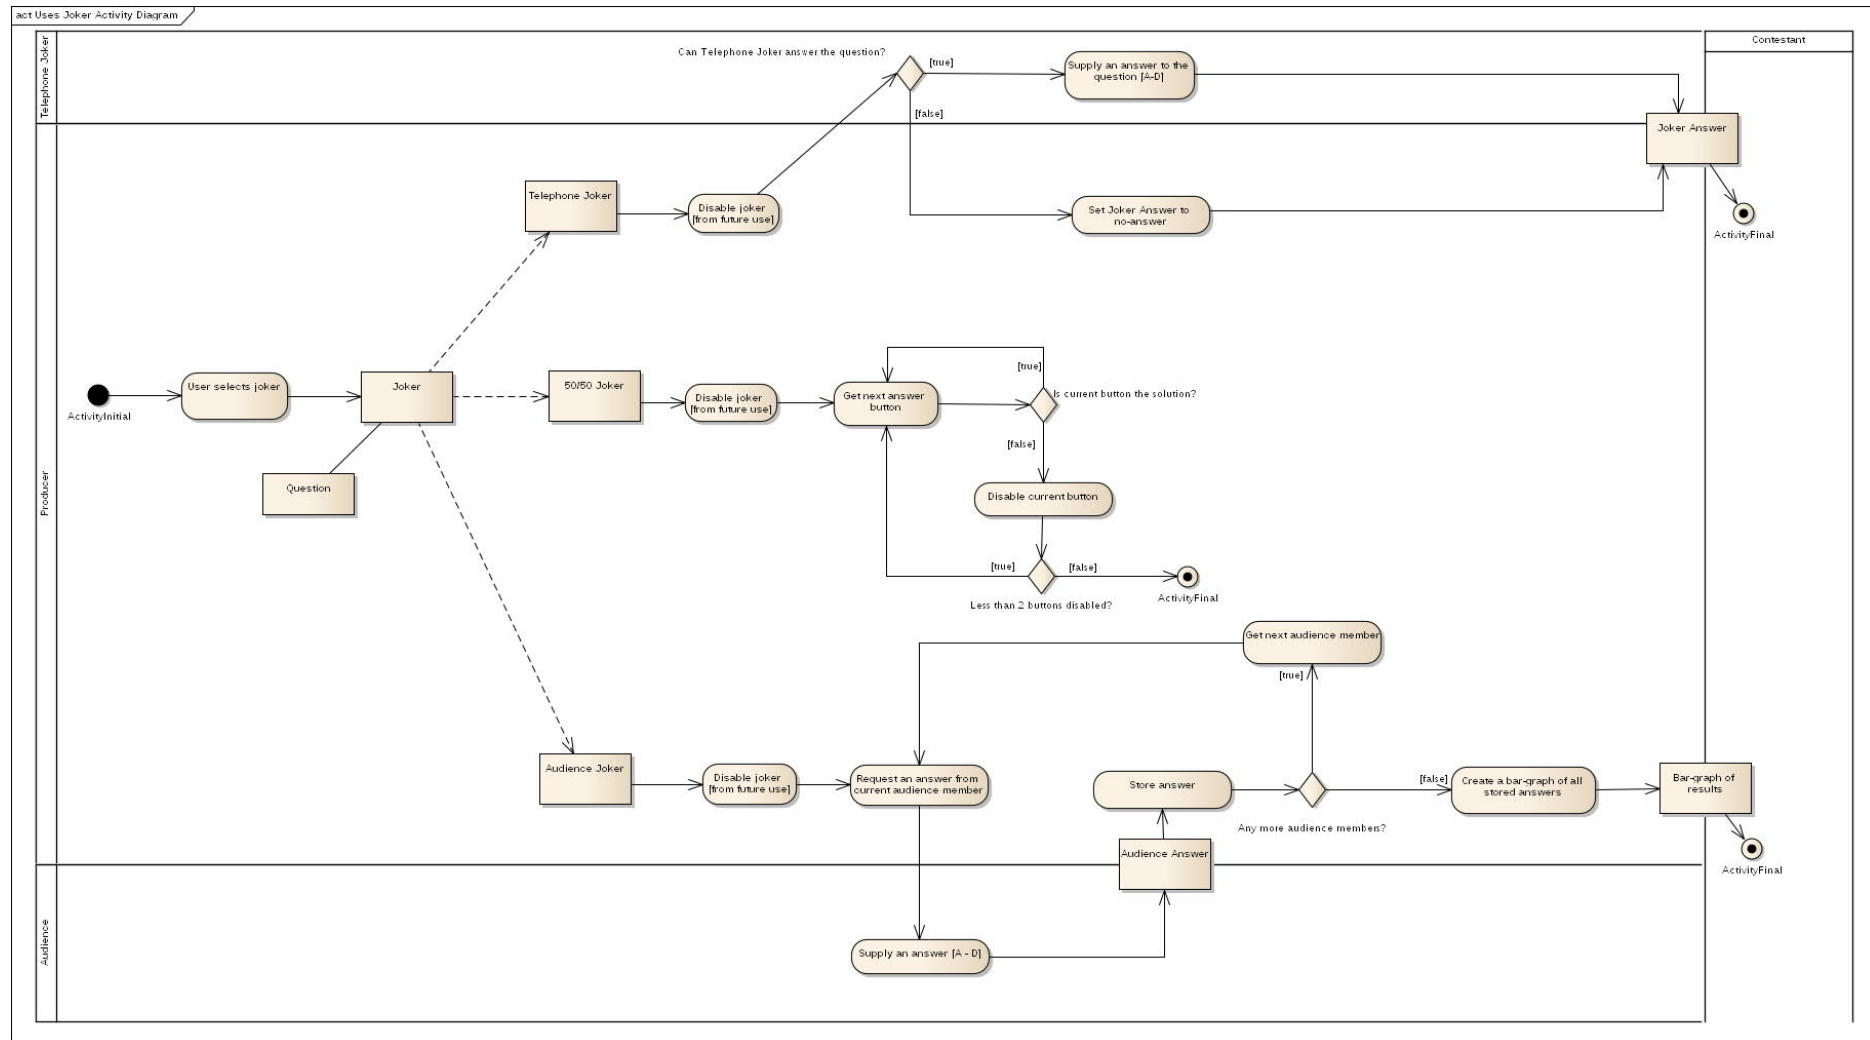 act Uses Joker Activity Diagram
Telephone Joker
Contestant
Can Telephone Joker answer the question?
[true]
Supply an answer to the
question [A-D]
[false]
Joker Answer
Telephone Joker
Disable joker
[from future use]
Set Joker Answer to
no-answer
ActivityFinal
Producer
ActivityInitial
User selects joker
Joker
Question
50/50 Joker
Disable joker
[from future use]
Get next answer
button
[true]
Is current button the solution?
[false]
Disable current button
[true]
[false]
Less than 2 buttons disabled?
ActivityFinal
Get next audience member
[true]
Audience Joker
Disable joker
[from future use]
Request an answer from
current audience member
Store answer
[false]
Any more audience members?
Create a bar-graph of all
stored answers
Bar-graph of
results
Audience Answer
ActivityFinal
Audience
Supply an answer [A - D]